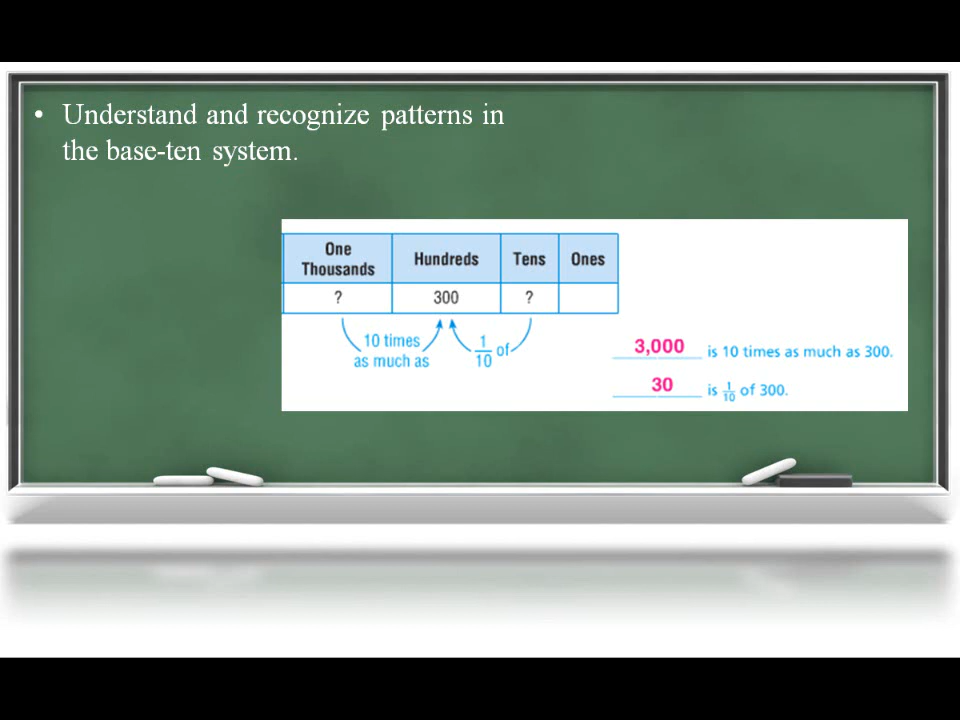 • Understand and recognize patterns in
the base-ten system.
One Thousands Hundreds Tens Ones
? 300 ?
10 times as much as
1/10 of
3,000 is 10 times as much as 300.
30 is 1/10 of 300.